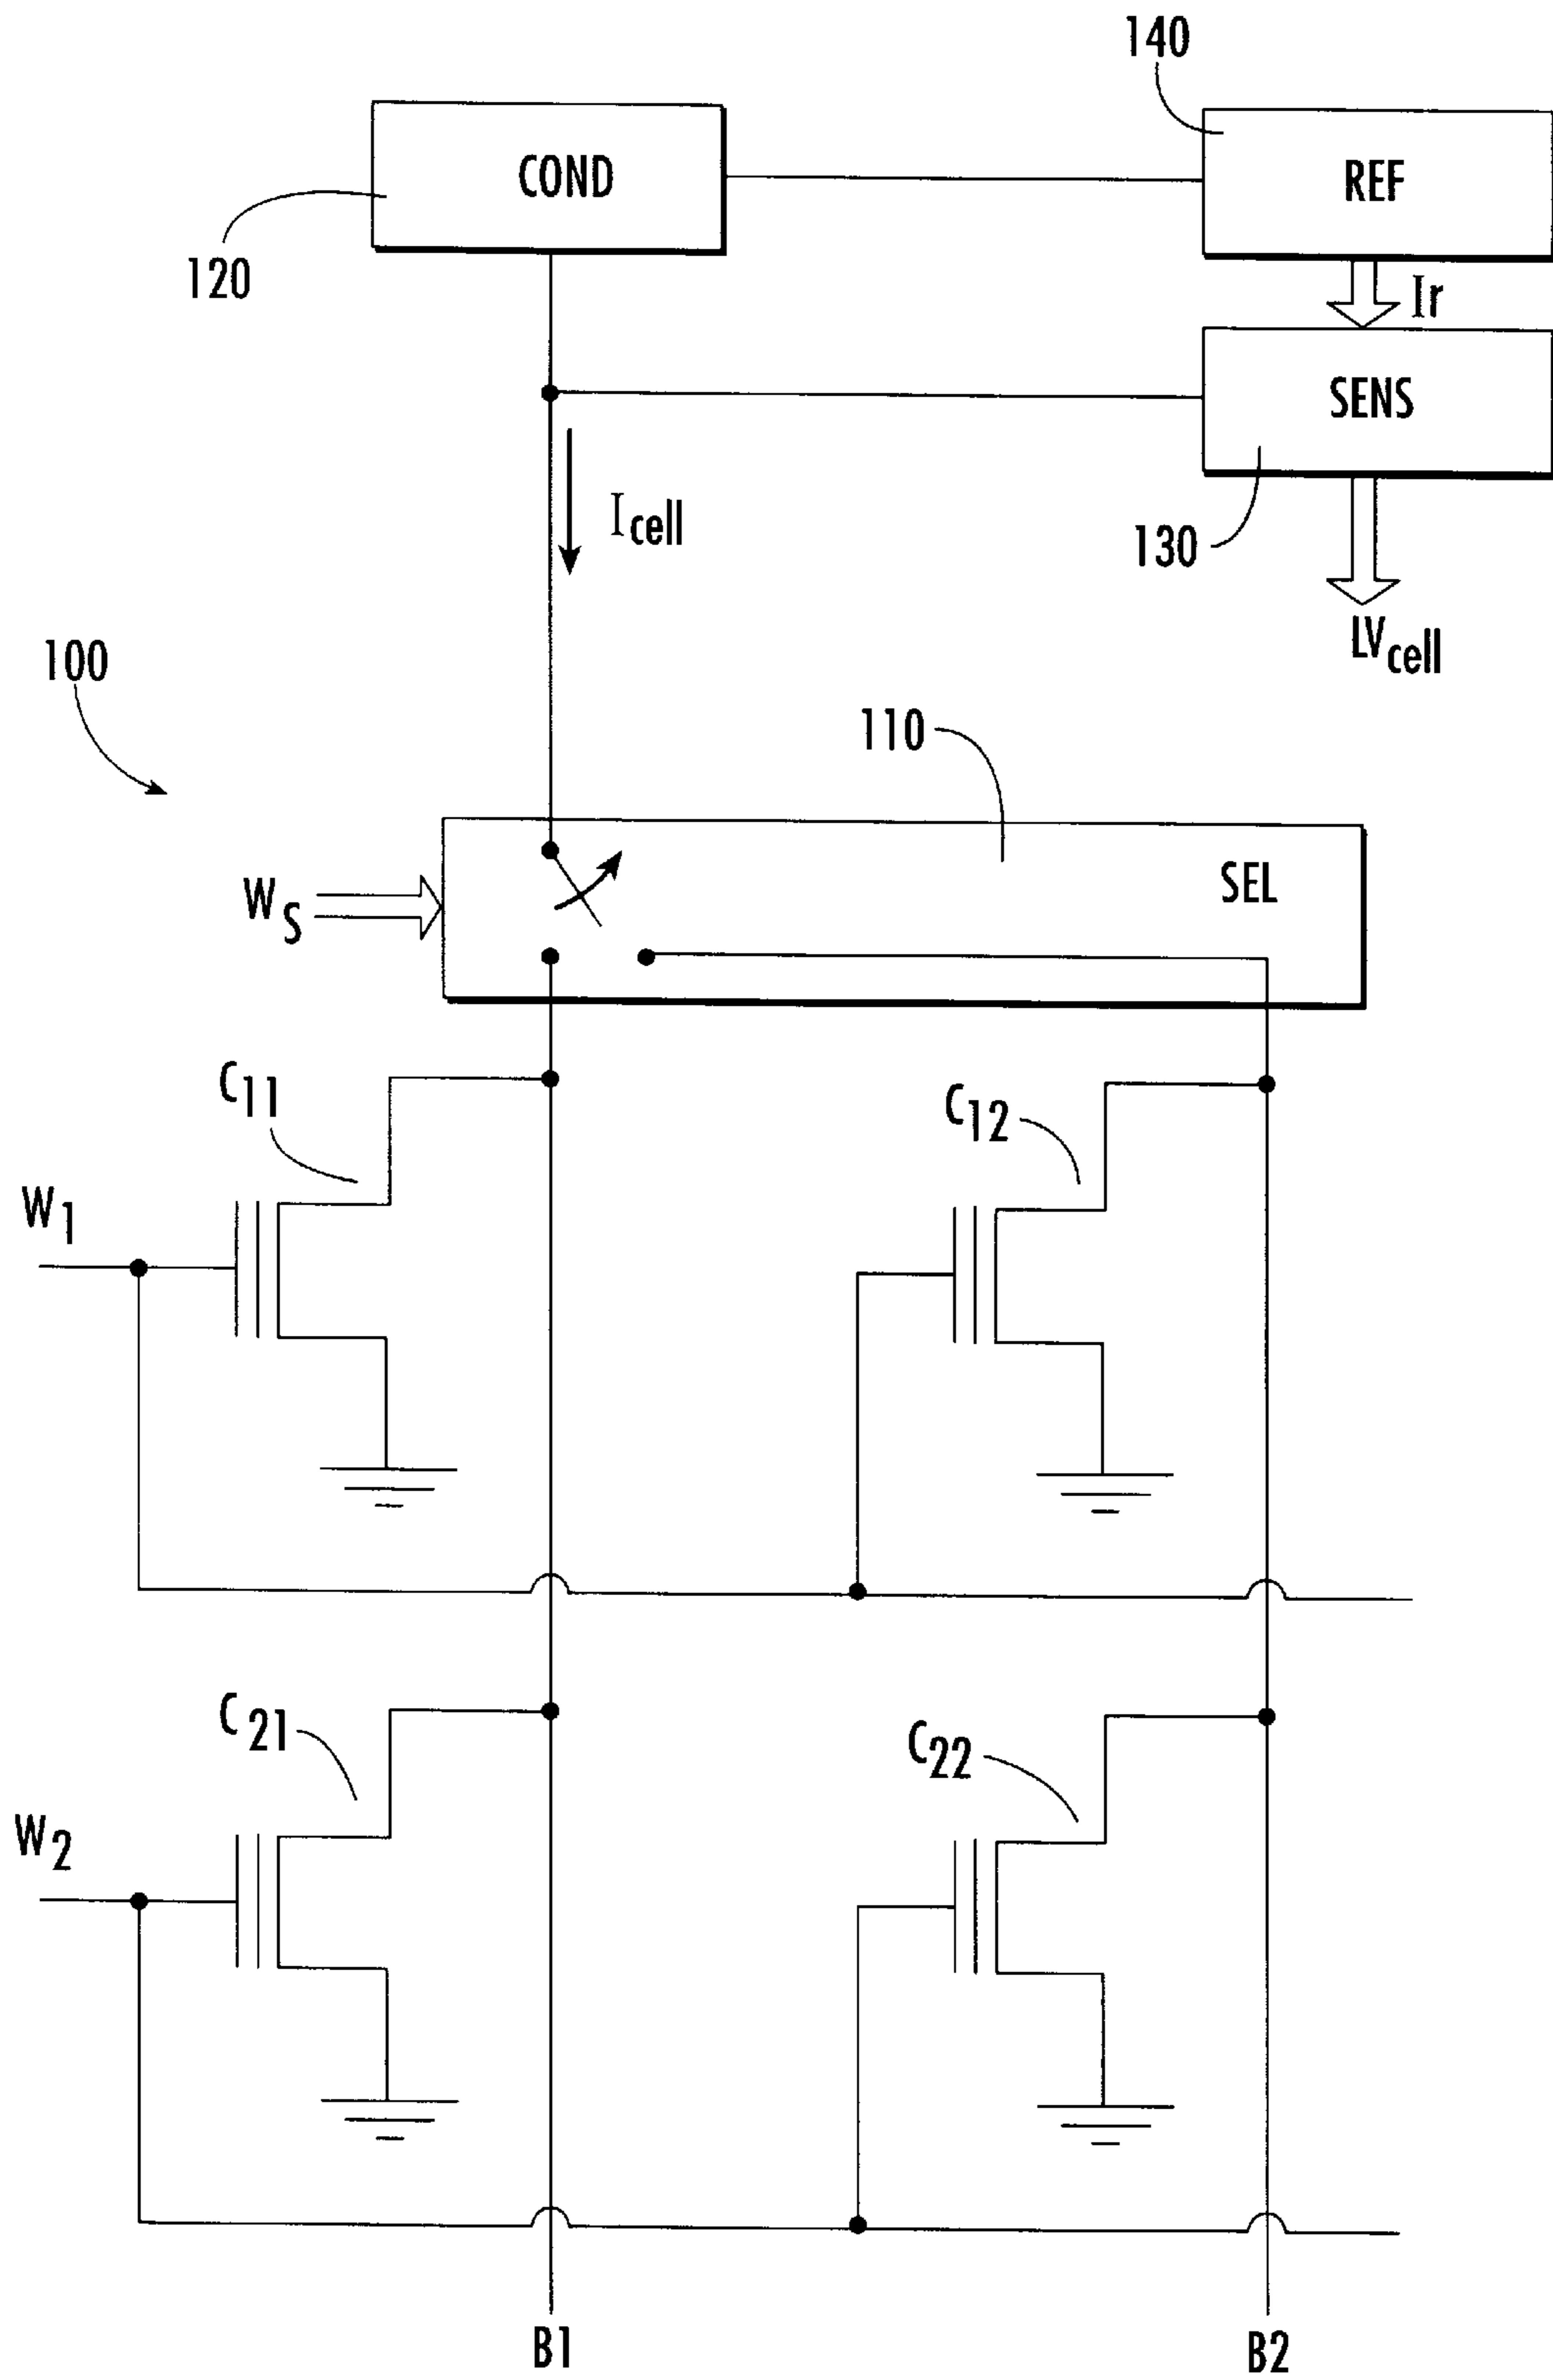 140
COND
REF
120
Ir
SENS
Icell
130
LVcell
100
110
WS
SEL
C11
C12
W1
C21
C22
W2
B1
B2